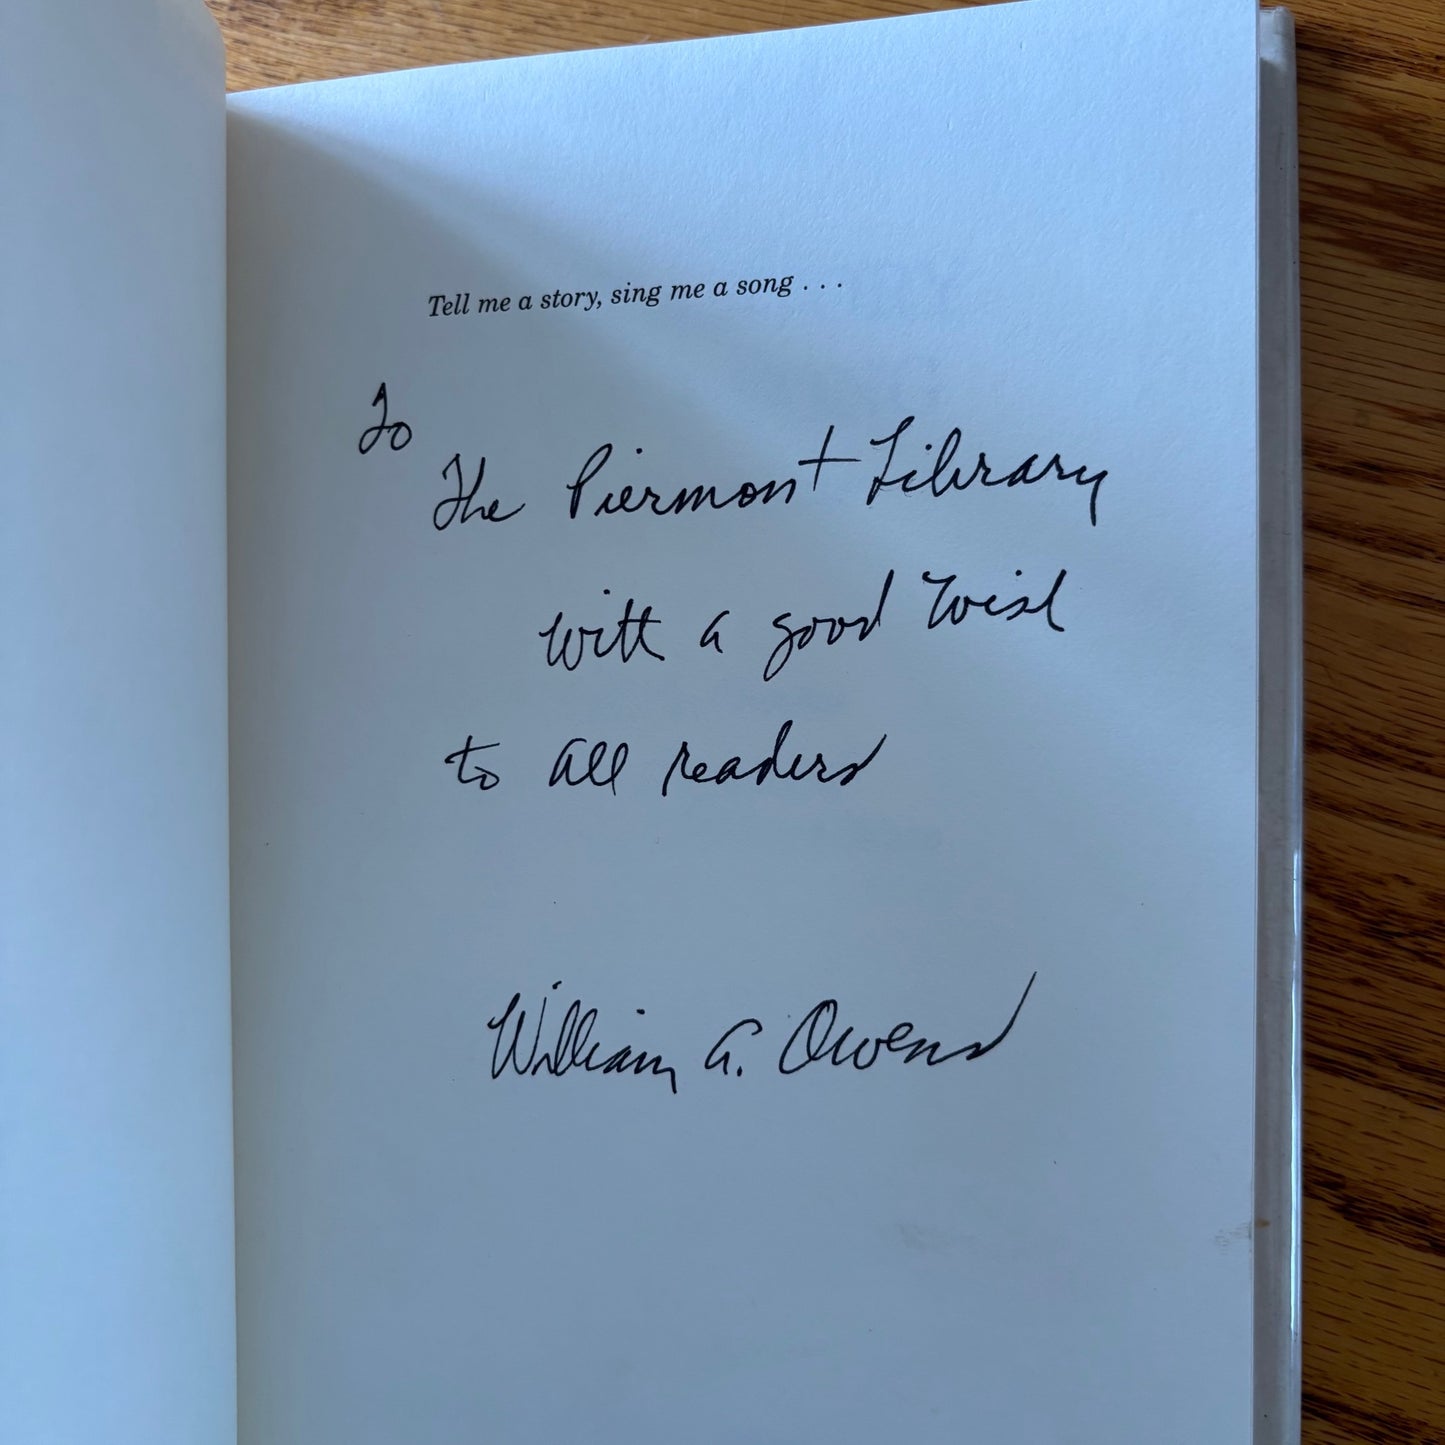 Tell me a story, sing me a song . . .
To
The Piermont Library
with a good wish
to all readers
William A. Owens